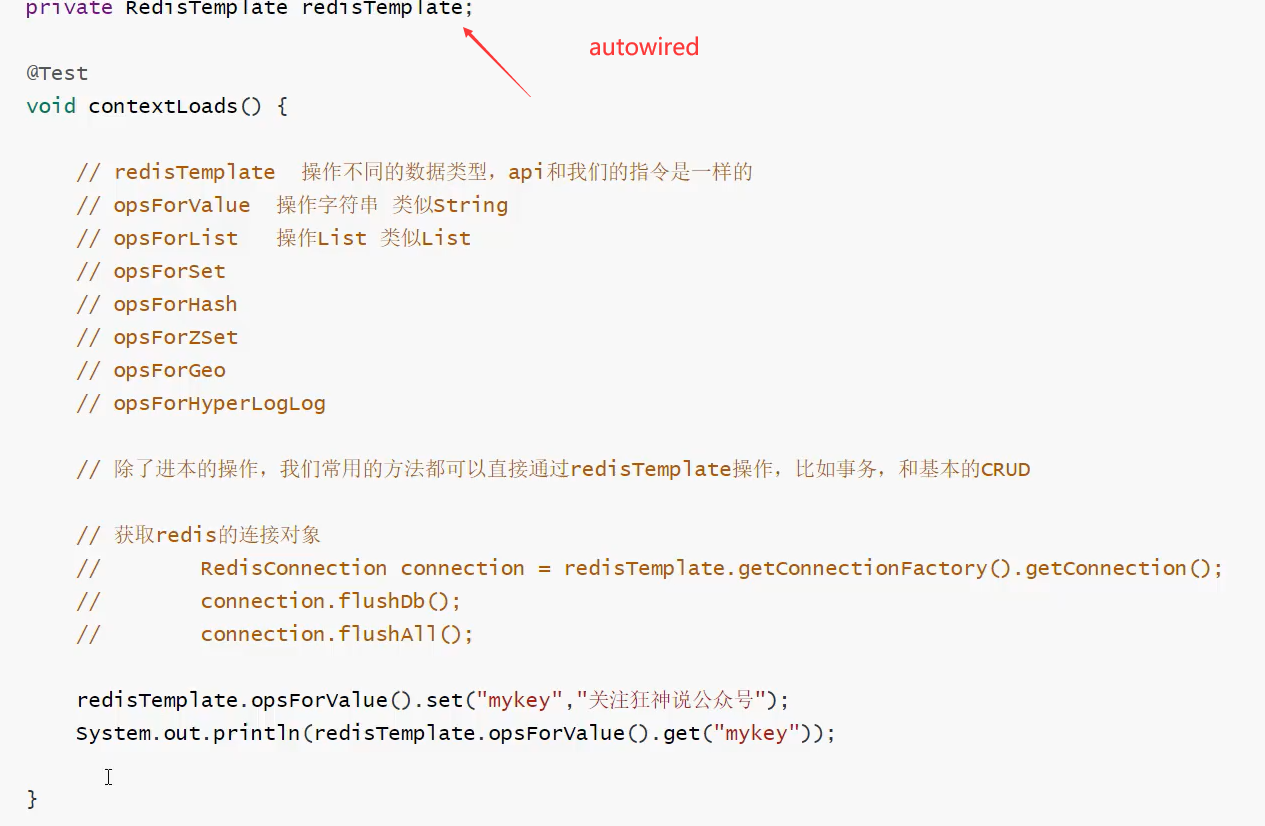 private RedisTemplate redisTemplate;
autowired
@Test
void contextLoads() {
// redisTemplate 操作不同的数据类型，api和我们的指令是一样的
// opsForValue 操作字符串 类似String
// opsForList 操作List 类似List
// opsForSet
// opsForHash
// opsForZSet
// opsForGeo
// opsForHyperLogLog
// 除了进本的操作，我们常用的方法都可以直接通过redisTemplate操作，比如事务，和基本的CRUD
// 获取redis的连接对象
// RedisConnection connection = redisTemplate.getConnectionFactory().getConnection();
// connection.flushDb();
// connection.flushAll();
redisTemplate.opsForValue().set("mykey","关注狂神说公众号");
System.out.println(redisTemplate.opsForValue().get("mykey"));
}